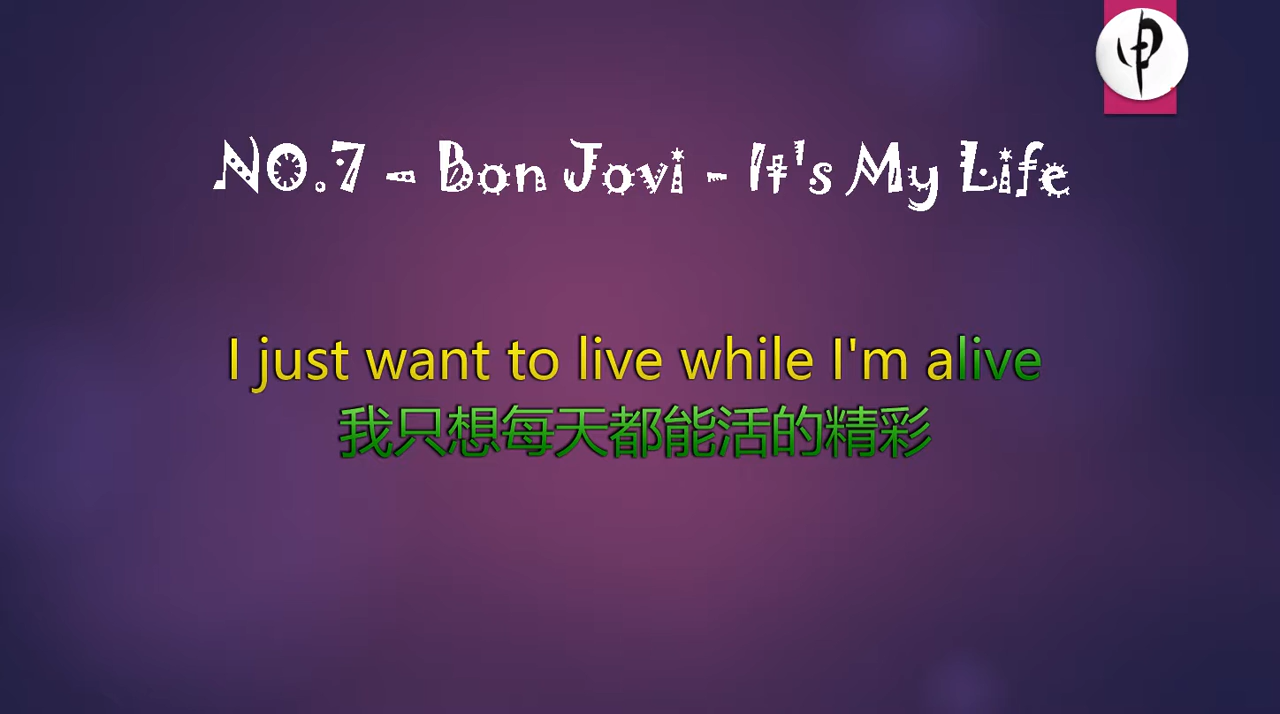 NO.7 – Bon Jovi - It's My Life
I just want to live while I'm alive
我只想每天都能活的精彩